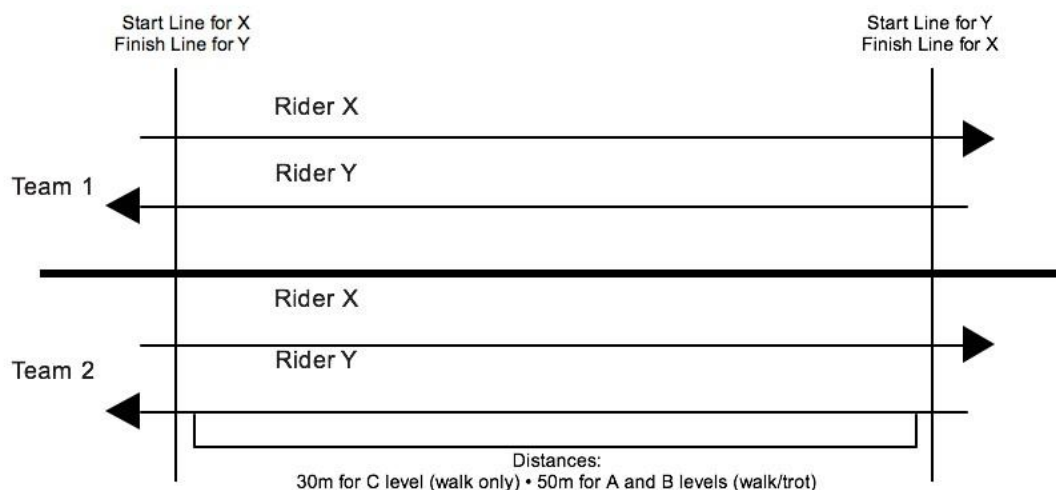 Start Line for X
Finish Line for Y
Start Line for Y
Finish Line for X
Rider X
Rider Y
Team 1
Rider X
Rider Y
Team 2
Distances:
30m for C level (walk only) • 50m for A and B levels (walk/trot)